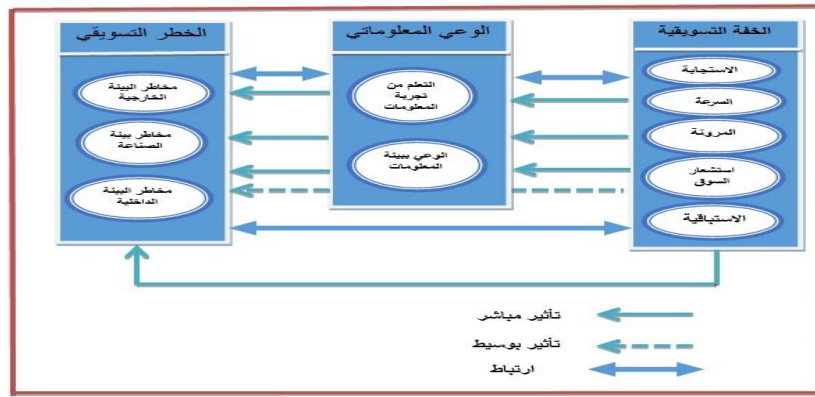 الخفة التسويقية
الاستجابة
السرعة
المرونة
استشعار
السوق
الاستباقية
الوعي المعلوماتي
التعلم من
تجربة
المعلومات
الوعي ببيئة
المعلومات
الخطر التسويقي
مخاطر البيئة
الخارجية
مخاطر بيئة
الصناعة
مخاطر البيئة
الداخلية
تأثير مباشر
تأثير بوسيط
ارتباط